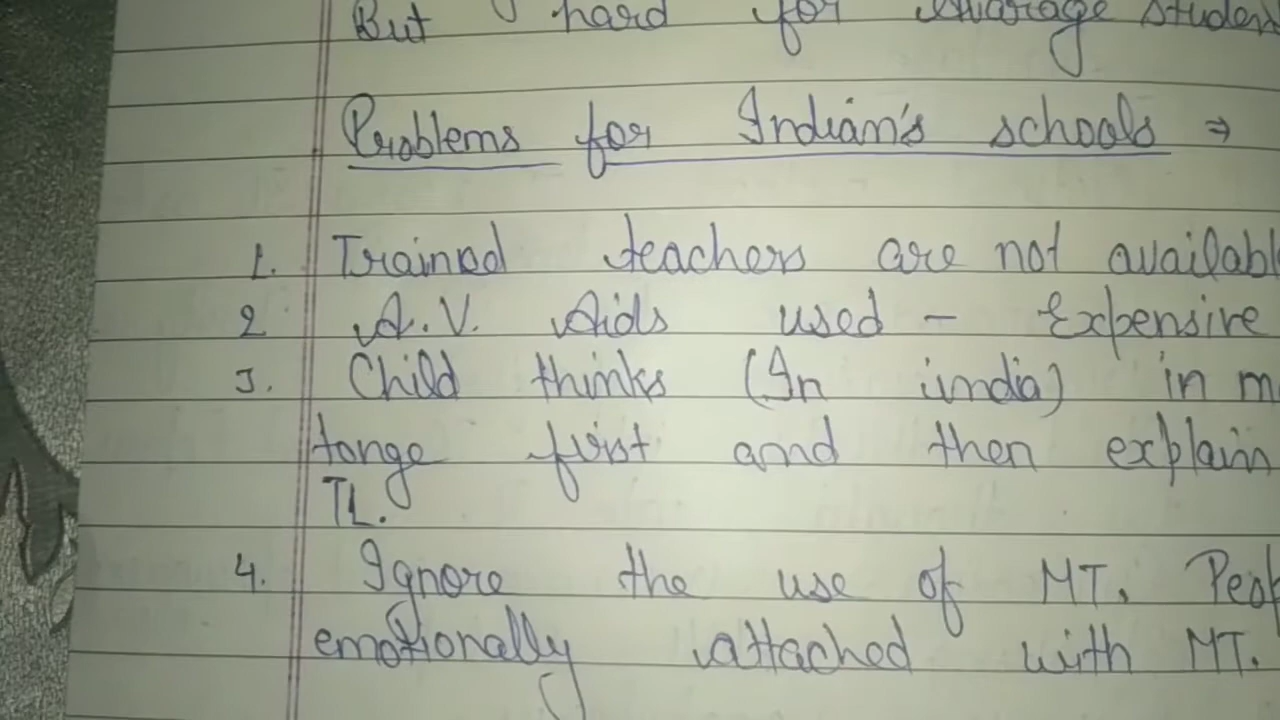 But hard for average student
Problems for Indian's schools ⇒
1. Trained teachers are not availabl
2 A.V. Aids used - Expensive
3. Child thinks (In india) in m
tonge first and then explain
TL.
4. Ignore the use of MT. Peop
emotionally attached with MT.